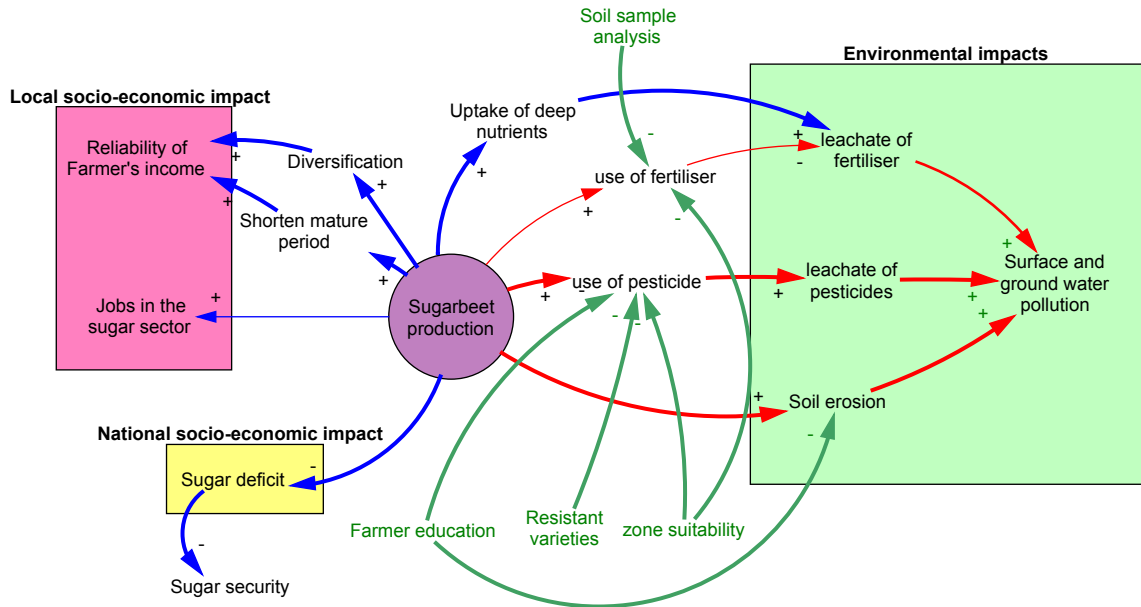 Soil sample
analysis
Environmental impacts
Local socio-economic impact
Uptake of deep
nutrients
+
-
+
leachate of
fertiliser
-
Reliability of
Farmer's income
+
Diversification
+
+
use of fertiliser
+
-
+
Shorten mature
period
+
+
Surface and
ground water
pollution
Sugarbeet
production
+
-
use of pesticide
+
leachate of
pesticides
+
+
Jobs in the
sugar sector
+
-
-
-
+
Soil erosion
-
National socio-economic impact
Sugar deficit
-
Farmer education
Resistant
varieties
zone suitability
-
Sugar security